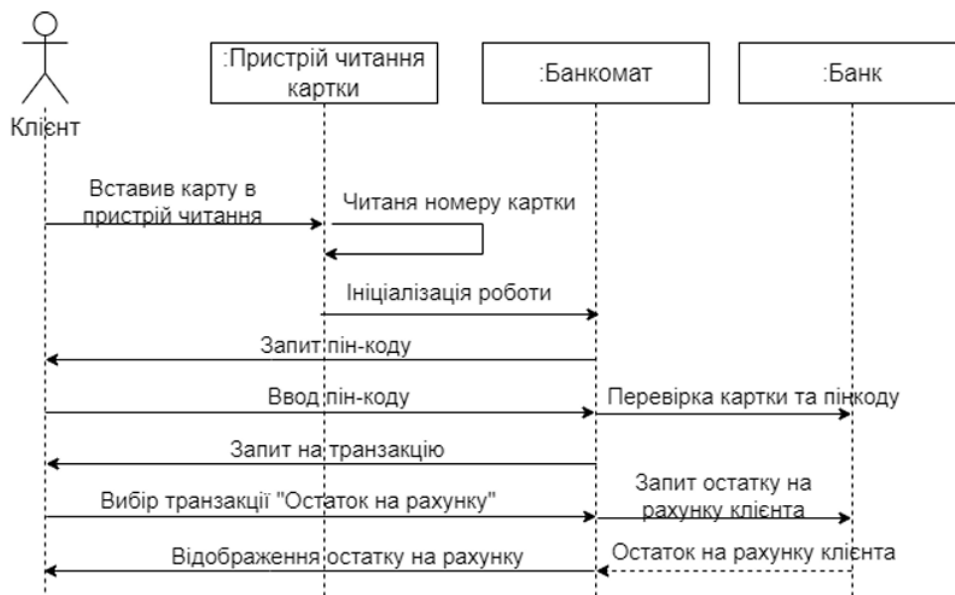 :Пристрій читання
картки
:Банкомат
:Банк
Клієнт
Вставив карту в
пристрій читання
Читаня номеру картки
Ініціалізація роботи
Запит пін-коду
Ввод пін-коду
Перевірка картки та пінкоду
Запит на транзакцію
Вибір транзакції "Остаток на рахунку"
Запит остатку на
рахунку клієнта
Відображення остатку на рахунку
Остаток на рахунку клієнта